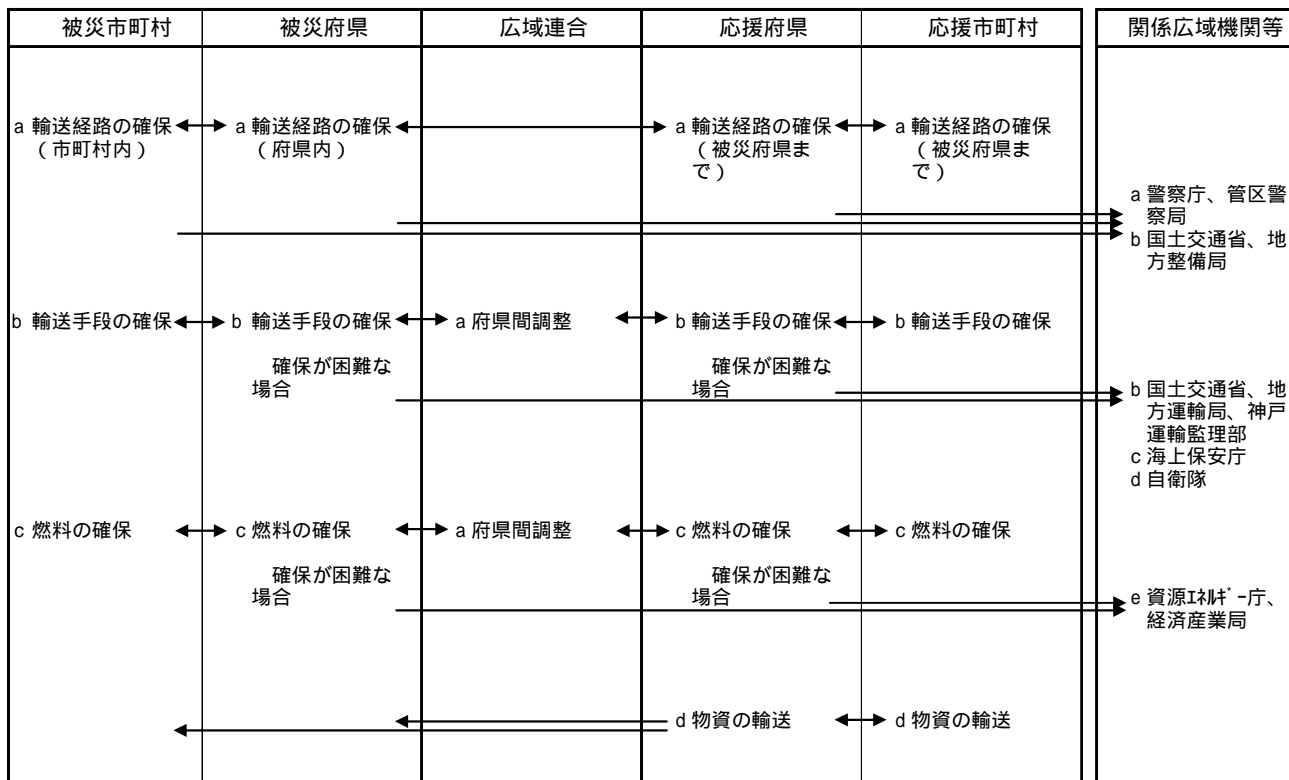 被災市町村
被災府県
広域連合
応援府県
応援市町村
関係広域機関等
a 輸送経路の確保
（市町村内）
a 輸送経路の確保
（府県内）
a 輸送経路の確保
（被災府県ま
で）
a 輸送経路の確保
（被災府県ま
で）
a 警察庁、管区警
察局
b 国土交通省、地
方整備局
b 輸送手段の確保
b 輸送手段の確保
a 府県間調整
b 輸送手段の確保
b 輸送手段の確保
確保が困難な
場合
確保が困難な
場合
b 国土交通省、地
方運輸局、神戸
運輸監理部
c 海上保安庁
d 自衛隊
c 燃料の確保
c 燃料の確保
a 府県間調整
c 燃料の確保
c 燃料の確保
確保が困難な
場合
確保が困難な
場合
e 資源ｴﾈﾙｷﾞｰ庁、
経済産業局
d 物資の輸送
d 物資の輸送